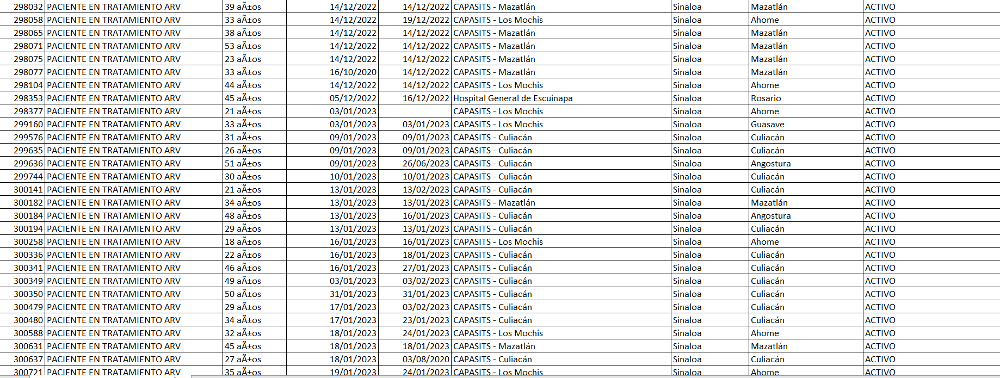 298032 PACIENTE EN TRATAMIENTO ARV 39 aÃ±os 14/12/2022 14/12/2022 CAPASITS - Mazatlán Sinaloa Mazatlán ACTIVO
298058 PACIENTE EN TRATAMIENTO ARV 33 aÃ±os 14/12/2022 19/12/2022 CAPASITS - Los Mochis Sinaloa Ahome ACTIVO
298065 PACIENTE EN TRATAMIENTO ARV 38 aÃ±os 14/12/2022 14/12/2022 CAPASITS - Mazatlán Sinaloa Mazatlán ACTIVO
298071 PACIENTE EN TRATAMIENTO ARV 53 aÃ±os 14/12/2022 14/12/2022 CAPASITS - Mazatlán Sinaloa Mazatlán ACTIVO
298075 PACIENTE EN TRATAMIENTO ARV 23 aÃ±os 14/12/2022 14/12/2022 CAPASITS - Mazatlán Sinaloa Mazatlán ACTIVO
298077 PACIENTE EN TRATAMIENTO ARV 33 aÃ±os 16/10/2020 14/12/2022 CAPASITS - Mazatlán Sinaloa Mazatlán ACTIVO
298104 PACIENTE EN TRATAMIENTO ARV 44 aÃ±os 14/12/2022 14/12/2022 CAPASITS - Los Mochis Sinaloa Ahome ACTIVO
298353 PACIENTE EN TRATAMIENTO ARV 45 aÃ±os 05/12/2022 16/12/2022 Hospital General de Escuinapa Sinaloa Rosario ACTIVO
298377 PACIENTE EN TRATAMIENTO ARV 21 aÃ±os 03/01/2023 CAPASITS - Los Mochis Sinaloa Ahome ACTIVO
299160 PACIENTE EN TRATAMIENTO ARV 33 aÃ±os 03/01/2023 03/01/2023 CAPASITS - Los Mochis Sinaloa Guasave ACTIVO
299576 PACIENTE EN TRATAMIENTO ARV 31 aÃ±os 09/01/2023 09/01/2023 CAPASITS - Culiacán Sinaloa Culiacán ACTIVO
299635 PACIENTE EN TRATAMIENTO ARV 26 aÃ±os 09/01/2023 09/01/2023 CAPASITS - Culiacán Sinaloa Culiacán ACTIVO
299636 PACIENTE EN TRATAMIENTO ARV 51 aÃ±os 09/01/2023 26/06/2023 CAPASITS - Culiacán Sinaloa Angostura ACTIVO
299744 PACIENTE EN TRATAMIENTO ARV 30 aÃ±os 10/01/2023 10/01/2023 CAPASITS - Culiacán Sinaloa Culiacán ACTIVO
300141 PACIENTE EN TRATAMIENTO ARV 21 aÃ±os 13/01/2023 13/02/2023 CAPASITS - Culiacán Sinaloa Culiacán ACTIVO
300182 PACIENTE EN TRATAMIENTO ARV 34 aÃ±os 13/01/2023 13/01/2023 CAPASITS - Mazatlán Sinaloa Mazatlán ACTIVO
300184 PACIENTE EN TRATAMIENTO ARV 48 aÃ±os 13/01/2023 16/01/2023 CAPASITS - Culiacán Sinaloa Angostura ACTIVO
300194 PACIENTE EN TRATAMIENTO ARV 29 aÃ±os 13/01/2023 13/01/2023 CAPASITS - Culiacán Sinaloa Culiacán ACTIVO
300258 PACIENTE EN TRATAMIENTO ARV 18 aÃ±os 16/01/2023 16/01/2023 CAPASITS - Los Mochis Sinaloa Ahome ACTIVO
300336 PACIENTE EN TRATAMIENTO ARV 22 aÃ±os 16/01/2023 18/01/2023 CAPASITS - Culiacán Sinaloa Culiacán ACTIVO
300341 PACIENTE EN TRATAMIENTO ARV 46 aÃ±os 16/01/2023 27/01/2023 CAPASITS - Culiacán Sinaloa Culiacán ACTIVO
300349 PACIENTE EN TRATAMIENTO ARV 49 aÃ±os 03/01/2023 03/02/2023 CAPASITS - Culiacán Sinaloa Culiacán ACTIVO
300350 PACIENTE EN TRATAMIENTO ARV 50 aÃ±os 31/01/2023 31/01/2023 CAPASITS - Culiacán Sinaloa Culiacán ACTIVO
300479 PACIENTE EN TRATAMIENTO ARV 29 aÃ±os 17/01/2023 03/02/2023 CAPASITS - Culiacán Sinaloa Culiacán ACTIVO
300480 PACIENTE EN TRATAMIENTO ARV 34 aÃ±os 17/01/2023 23/01/2023 CAPASITS - Culiacán Sinaloa Culiacán ACTIVO
300588 PACIENTE EN TRATAMIENTO ARV 32 aÃ±os 18/01/2023 24/01/2023 CAPASITS - Los Mochis Sinaloa Ahome ACTIVO
300631 PACIENTE EN TRATAMIENTO ARV 45 aÃ±os 18/01/2023 18/01/2023 CAPASITS - Mazatlán Sinaloa Mazatlán ACTIVO
300637 PACIENTE EN TRATAMIENTO ARV 27 aÃ±os 18/01/2023 03/08/2020 CAPASITS - Culiacán Sinaloa Culiacán ACTIVO
300721 PACIENTE EN TRATAMIENTO ARV 35 aÃ±os 19/01/2023 24/01/2023 CAPASITS - Los Mochis Sinaloa Ahome ACTIVO